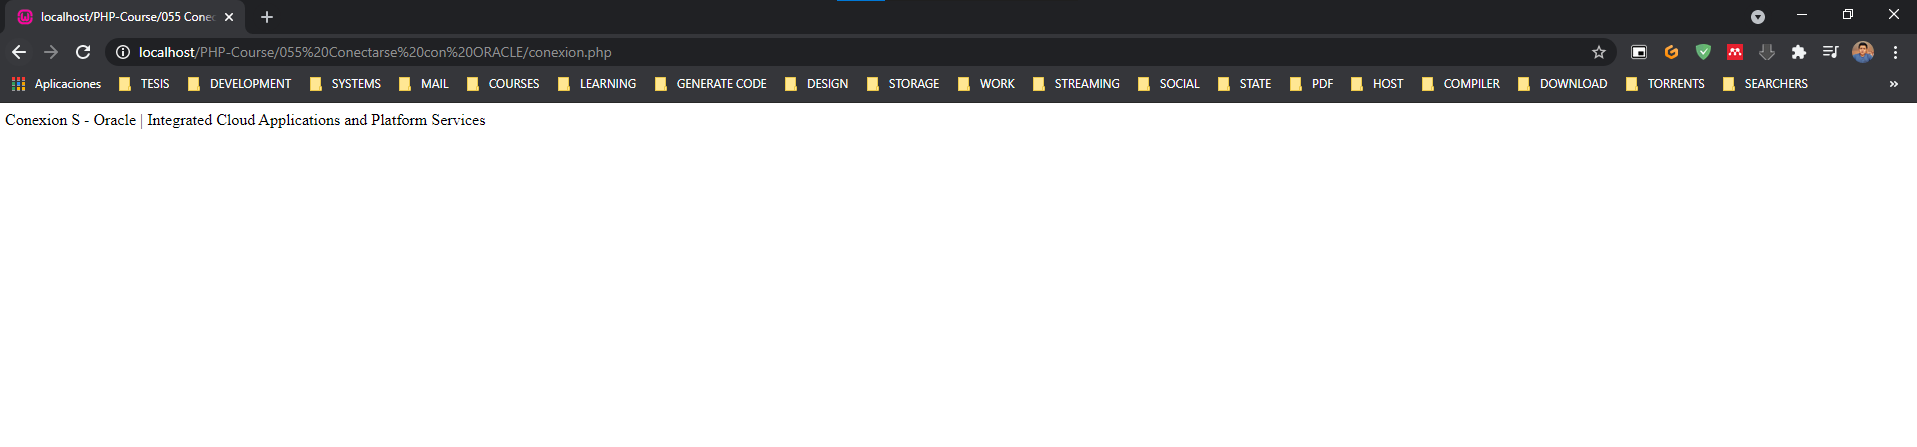 localhost/PHP-Course/055 Conec
localhost/PHP-Course/055%20Conectarse%20con%20ORACLE/conexion.php
Aplicaciones TESIS DEVELOPMENT SYSTEMS MAIL COURSES LEARNING GENERATE CODE DESIGN STORAGE WORK STREAMING SOCIAL STATE PDF HOST COMPILER DOWNLOAD TORRENTS SEARCHERS »
Conexion S - Oracle | Integrated Cloud Applications and Platform Services